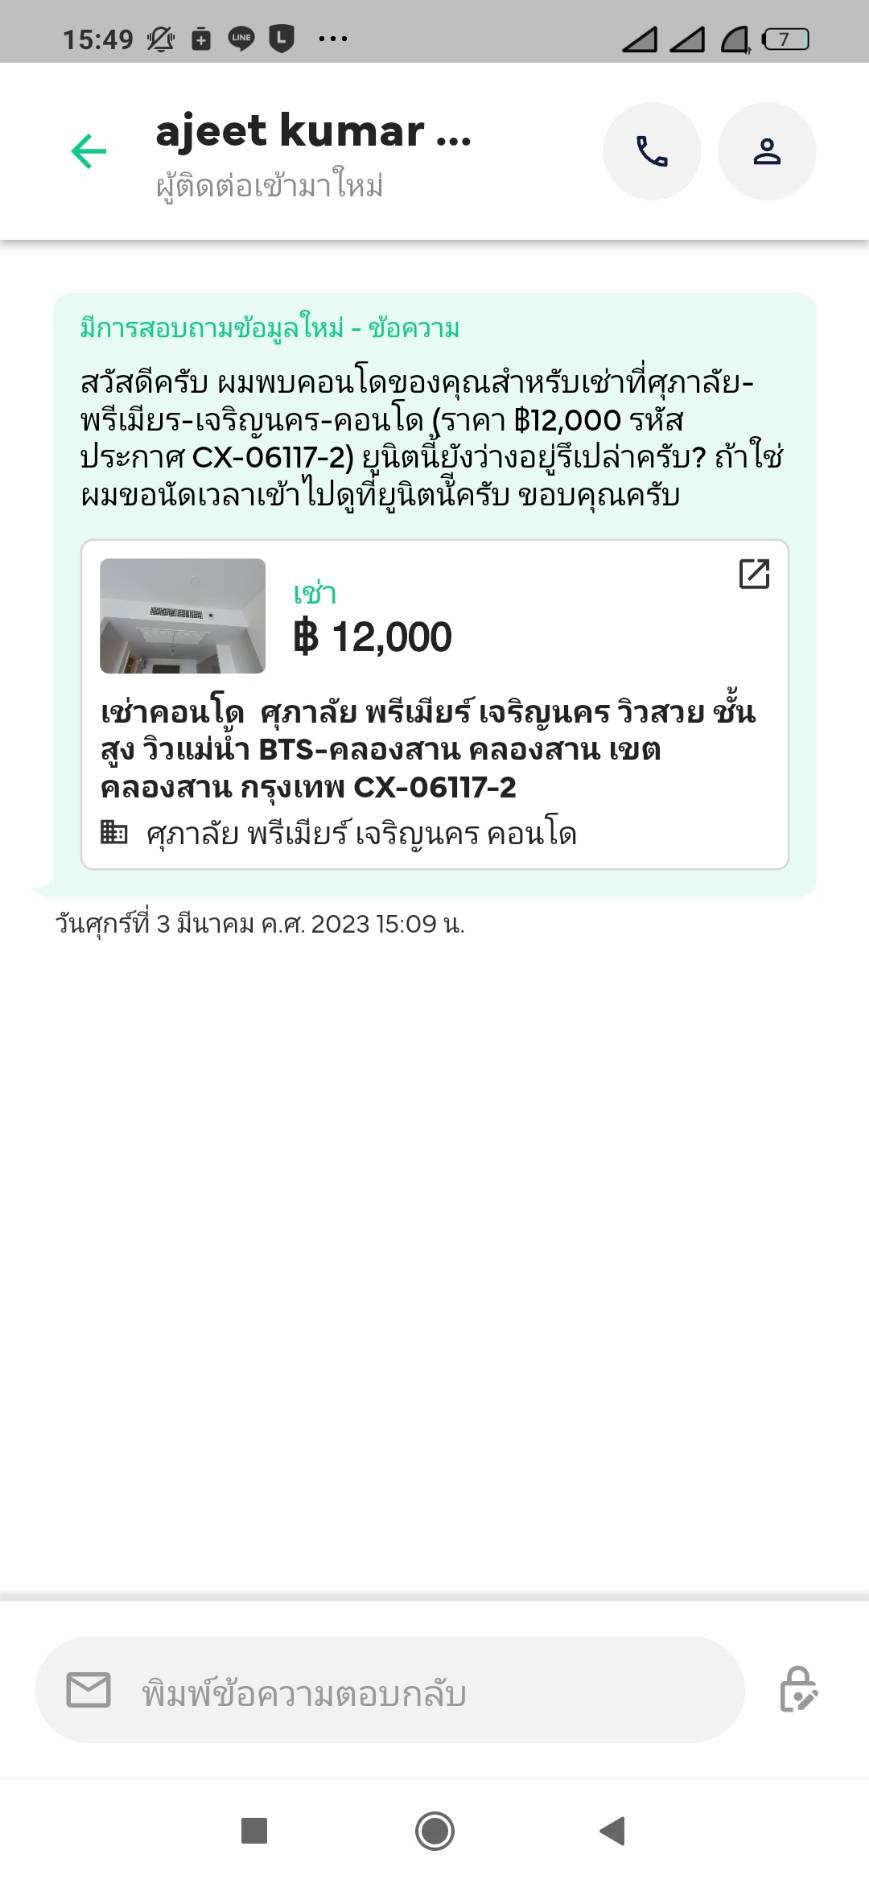 15:49
LINE
L
7
ajeet kumar ...
ผู้ติดต่อเข้ามาใหม่
มีการสอบถามข้อมูลใหม่ - ข้อความ
สวัสดีครับ ผมพบคอนโดของคุณสำหรับเช่าที่ศุภาลัย-
พรีเมียร-เจริญนคร-คอนโด (ราคา ฿12,000 รหัส
ประกาศ CX-06117-2) ยูนิตนี้ยังว่างอยู่รึเปล่าครับ? ถ้าใช่
ผมขอนัดเวลาเข้าไปดูที่ยูนิตนี้ครับ ขอบคุณครับ
เช่า
฿ 12,000
เช่าคอนโด ศุภาลัย พรีเมียร์ เจริญนคร วิวสวย ชั้น
สูง วิวแม่น้ำ BTS-คลองสาน คลองสาน เขต
คลองสาน กรุงเทพ CX-06117-2
ศุภาลัย พรีเมียร์ เจริญนคร คอนโด
วันศุกร์ที่ 3 มีนาคม ค.ศ. 2023 15:09 น.
พิมพ์ข้อความตอบกลับ